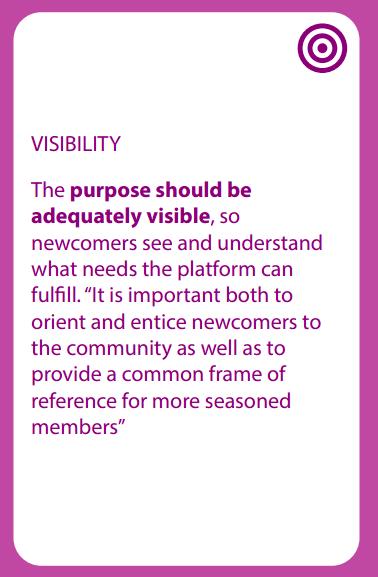 VISIBILITY
The purpose should be
adequately visible, so
newcomers see and understand
what needs the platform can
fulfill. “It is important both to
orient and entice newcomers to
the community as well as to
provide a common frame of
reference for more seasoned
members”